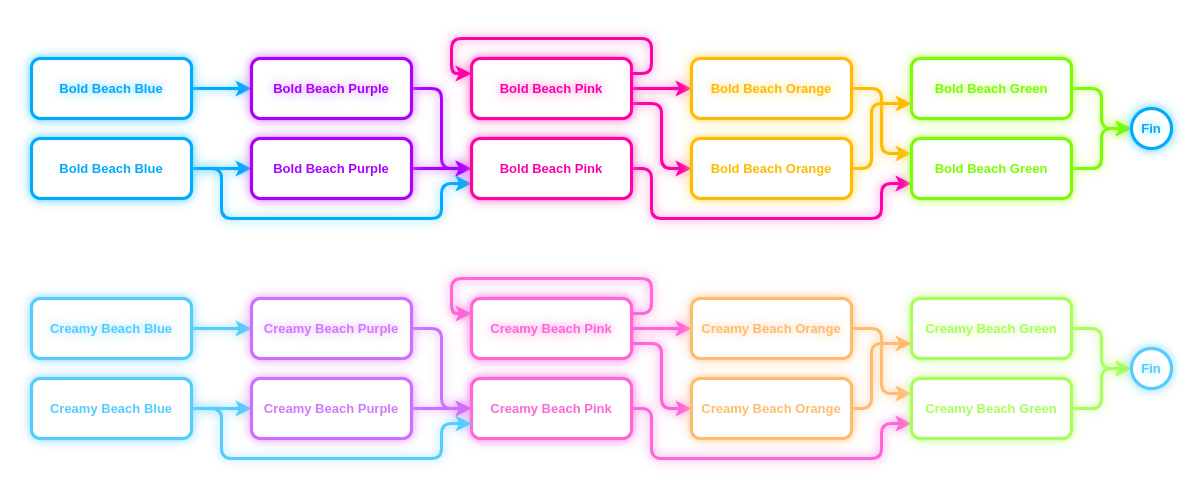 Bold Beach Blue
Bold Beach Purple
Bold Beach Pink
Bold Beach Orange
Bold Beach Green
Fin
Bold Beach Blue
Bold Beach Purple
Bold Beach Pink
Bold Beach Orange
Bold Beach Green
Creamy Beach Blue
Creamy Beach Purple
Creamy Beach Pink
Creamy Beach Orange
Creamy Beach Green
Fin
Creamy Beach Blue
Creamy Beach Purple
Creamy Beach Pink
Creamy Beach Orange
Creamy Beach Green